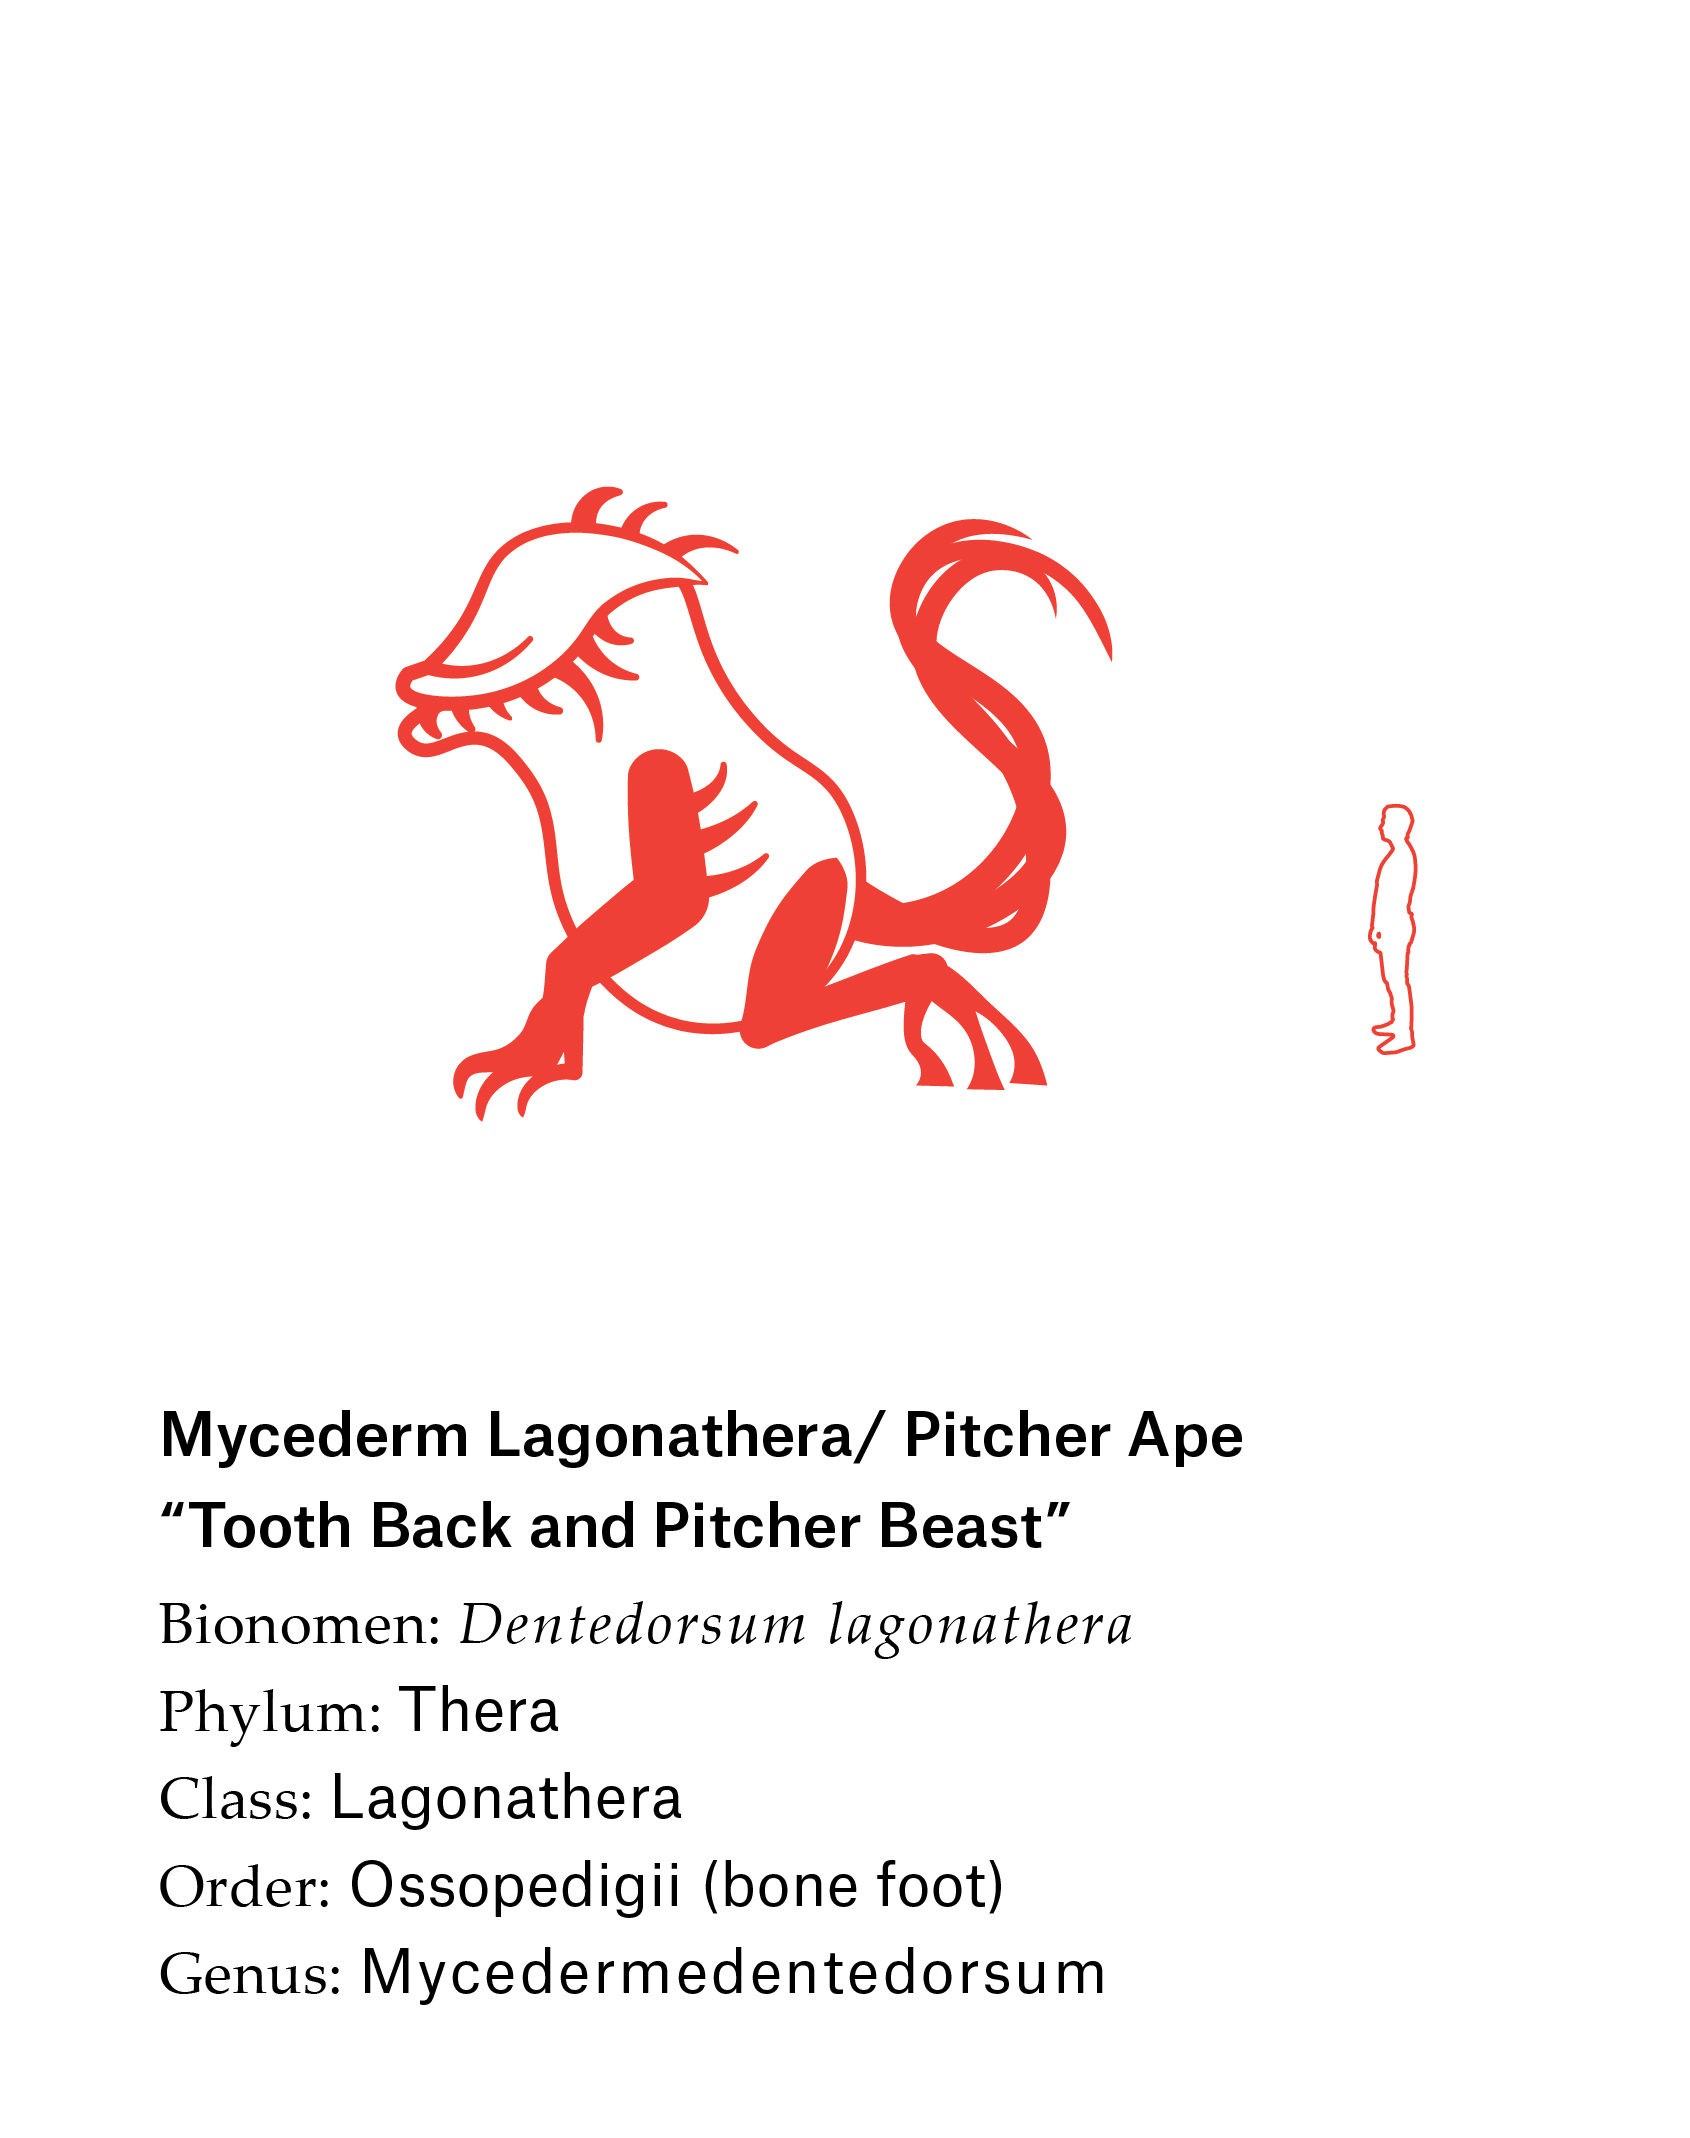 Mycederm Lagonathera/ Pitcher Ape
“Tooth Back and Pitcher Beast”
Bionomen: Dentedorsum lagonathera
Phylum: Thera
Class: Lagonathera
Order: Ossopedigii (bone foot)
Genus: Mycedermedentedorsum